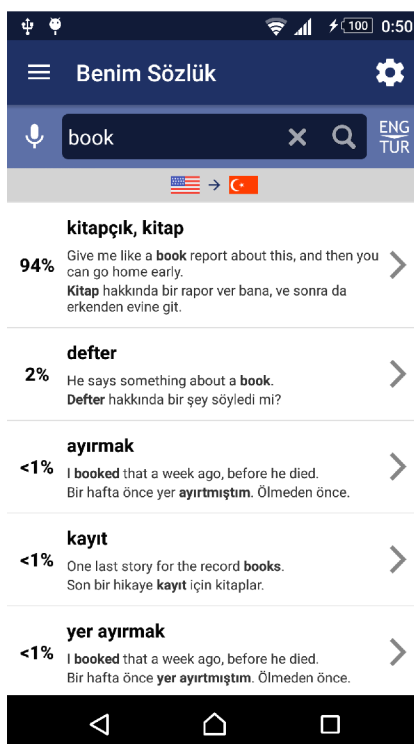 100 0:50
Benim Sözlük
book
ENG
TUR
kitapçık, kitap
94%
Give me like a book report about this, and then you
can go home early.
Kitap hakkında bir rapor ver bana, ve sonra da
erkenden evine git.
defter
2%
He says something about a book.
Defter hakkında bir şey söyledi mi?
ayırmak
<1%
I booked that a week ago, before he died.
Bir hafta önce yer ayırtmıştım. Ölmeden önce.
kayıt
<1%
One last story for the record books.
Son bir hikaye kayıt için kitaplar.
yer ayırmak
<1%
I booked that a week ago, before he died.
Bir hafta önce yer ayırtmıştım. Ölmeden önce.